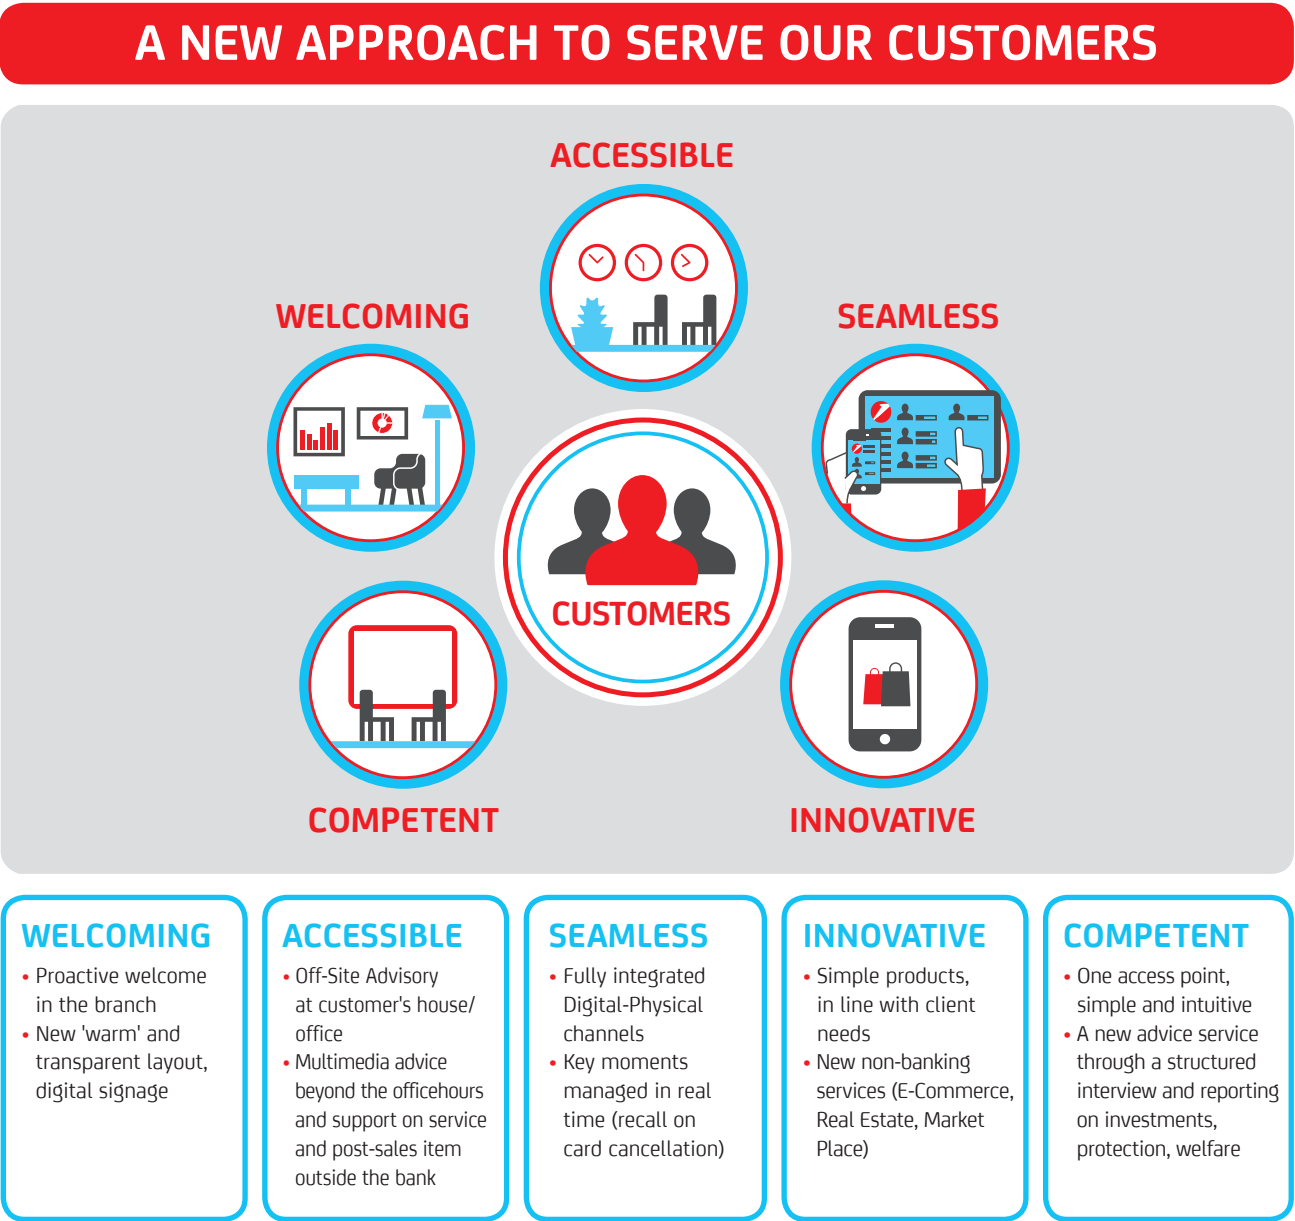 A NEW APPROACH TO SERVE OUR CUSTOMERS
ACCESSIBLE
WELCOMING
SEAMLESS
CUSTOMERS
COMPETENT
INNOVATIVE
WELCOMING
• Proactive welcome
in the branch
• New 'warm' and
transparent layout,
digital signage
ACCESSIBLE
• Off-Site Advisory
at customer's house/
office
• Multimedia advice
beyond the officehours
and support on service
and post-sales item
outside the bank
SEAMLESS
• Fully integrated
Digital-Physical
channels
• Key moments
managed in real
time (recall on
card cancellation)
INNOVATIVE
• Simple products,
in line with client
needs
• New non-banking
services (E-Commerce,
Real Estate, Market
Place)
COMPETENT
• One access point,
simple and intuitive
• A new advice service
through a structured
interview and reporting
on investments,
protection, welfare